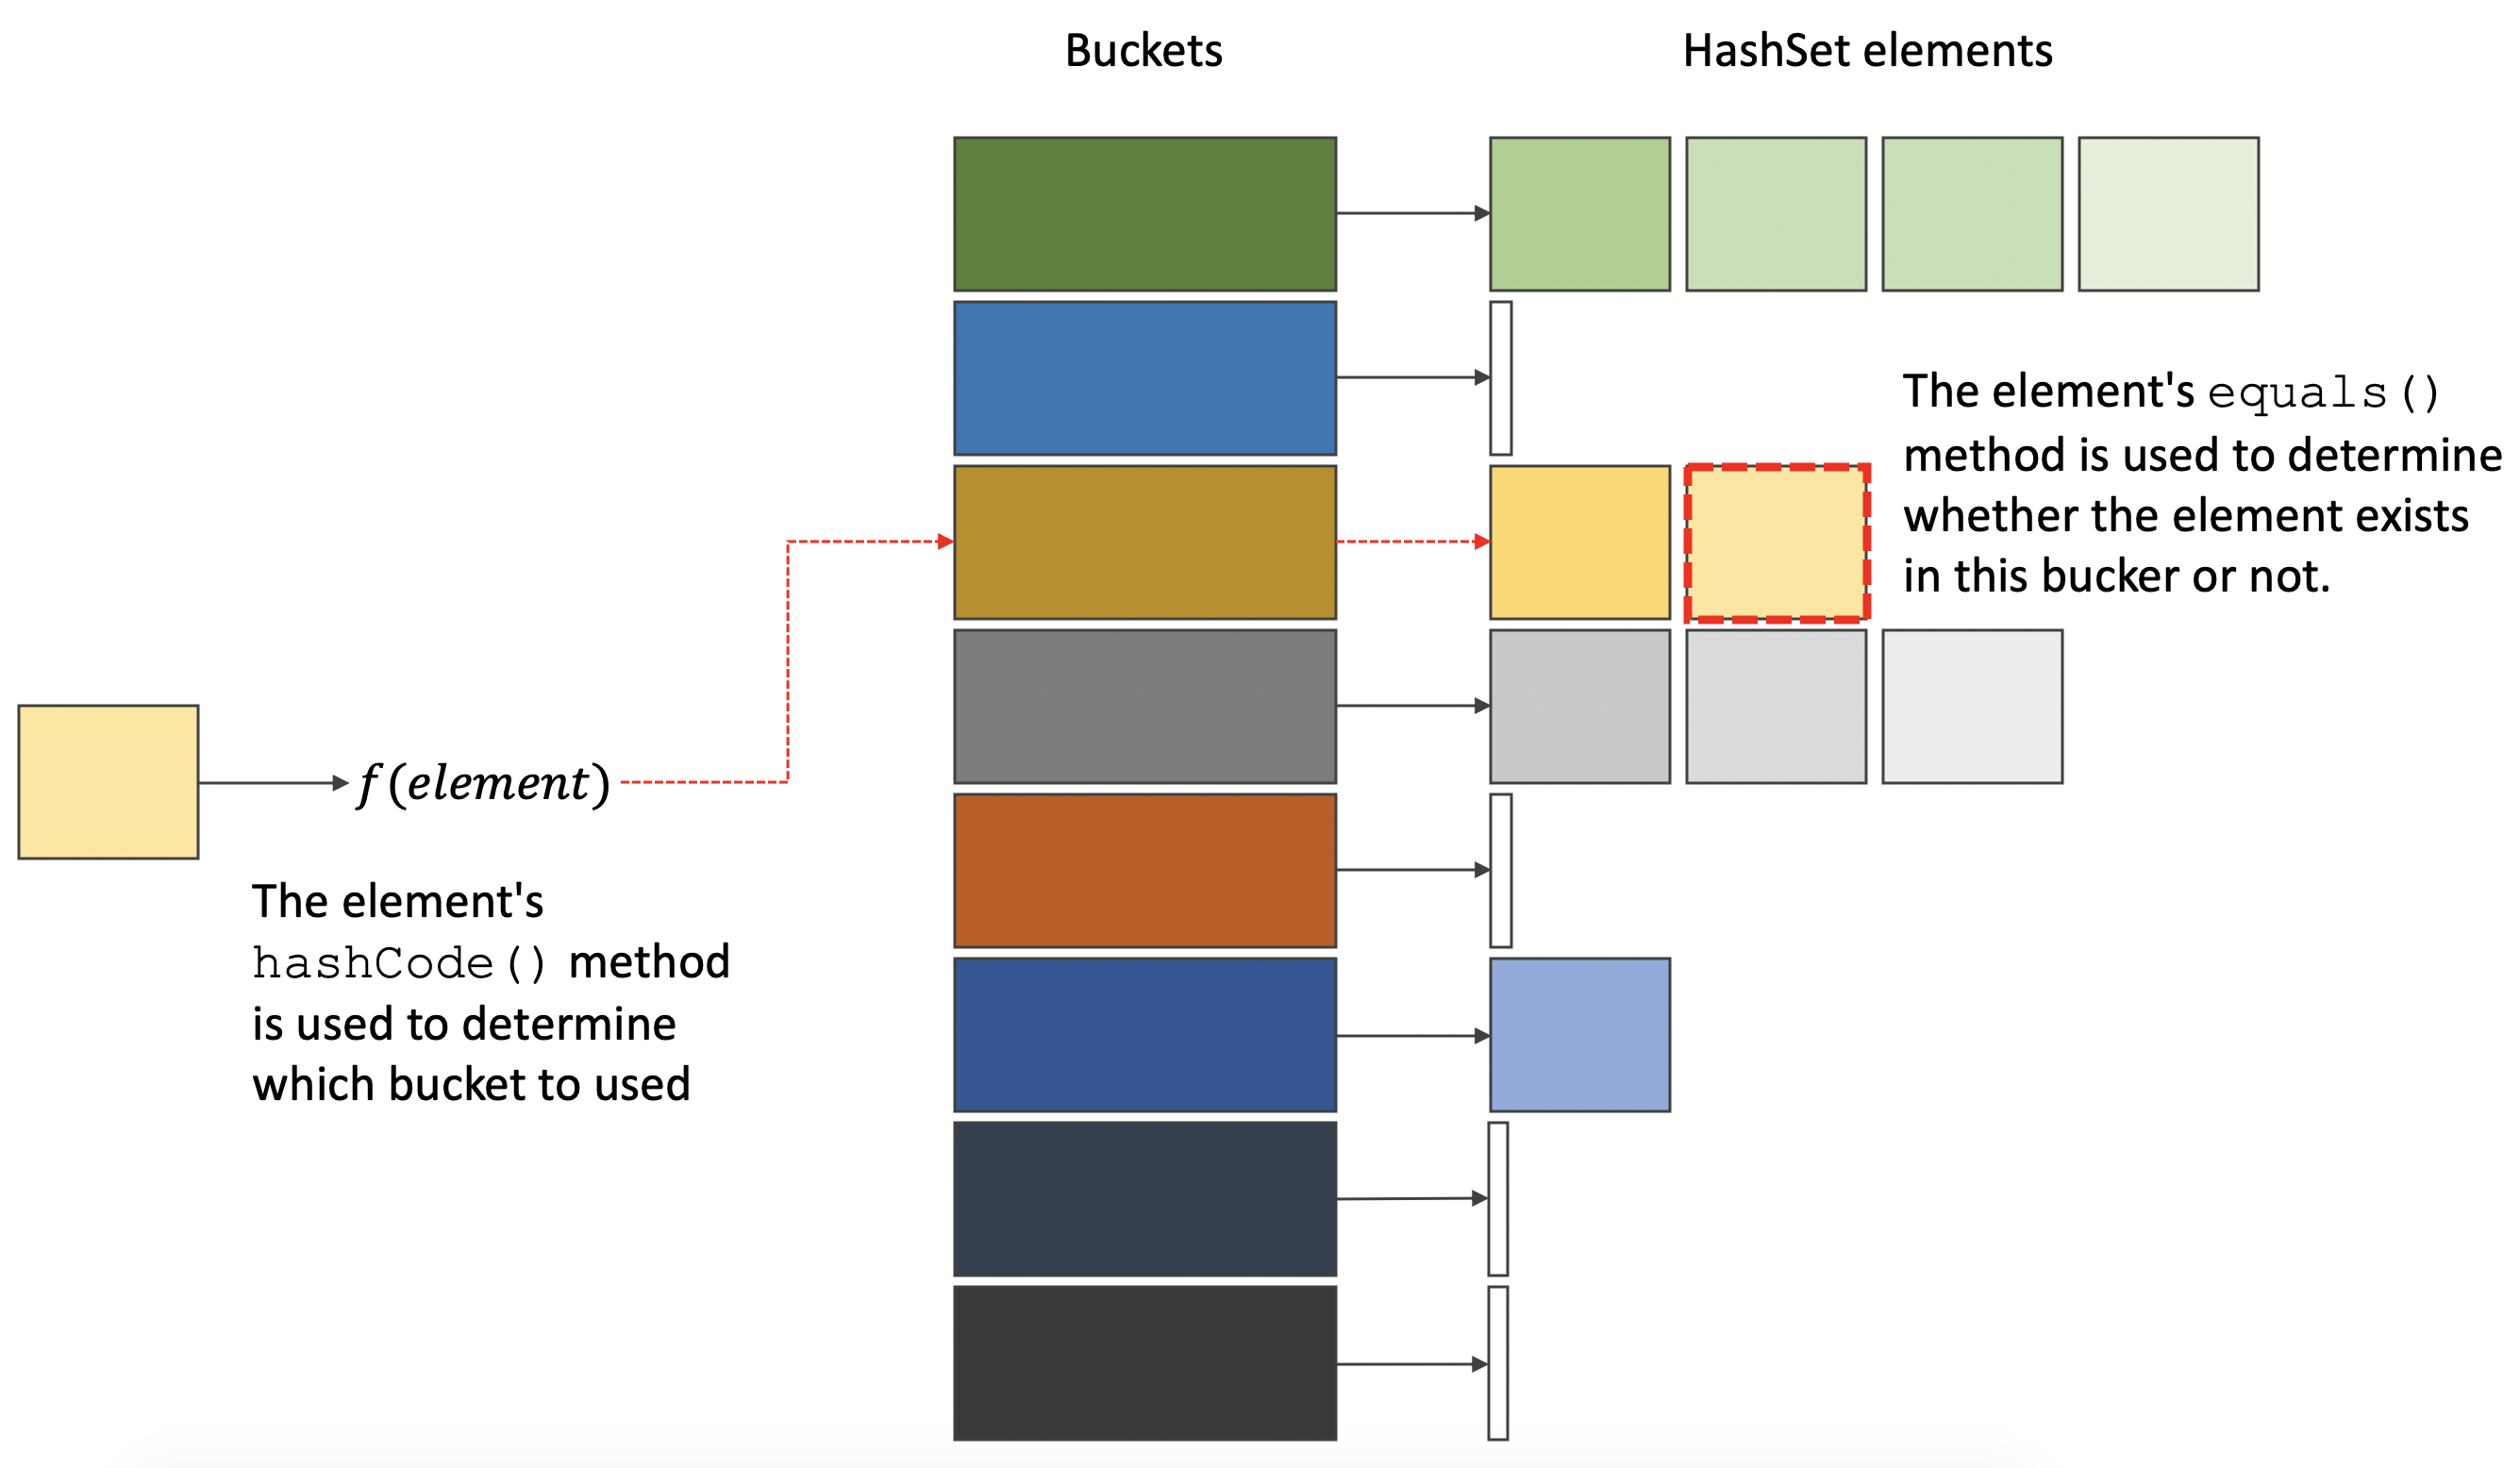 Buckets
HashSet elements
The element's equals()
method is used to determine
whether the element exists
in this bucker or not.
f(element)
The element's
hashCode() method
is used to determine
which bucket to used